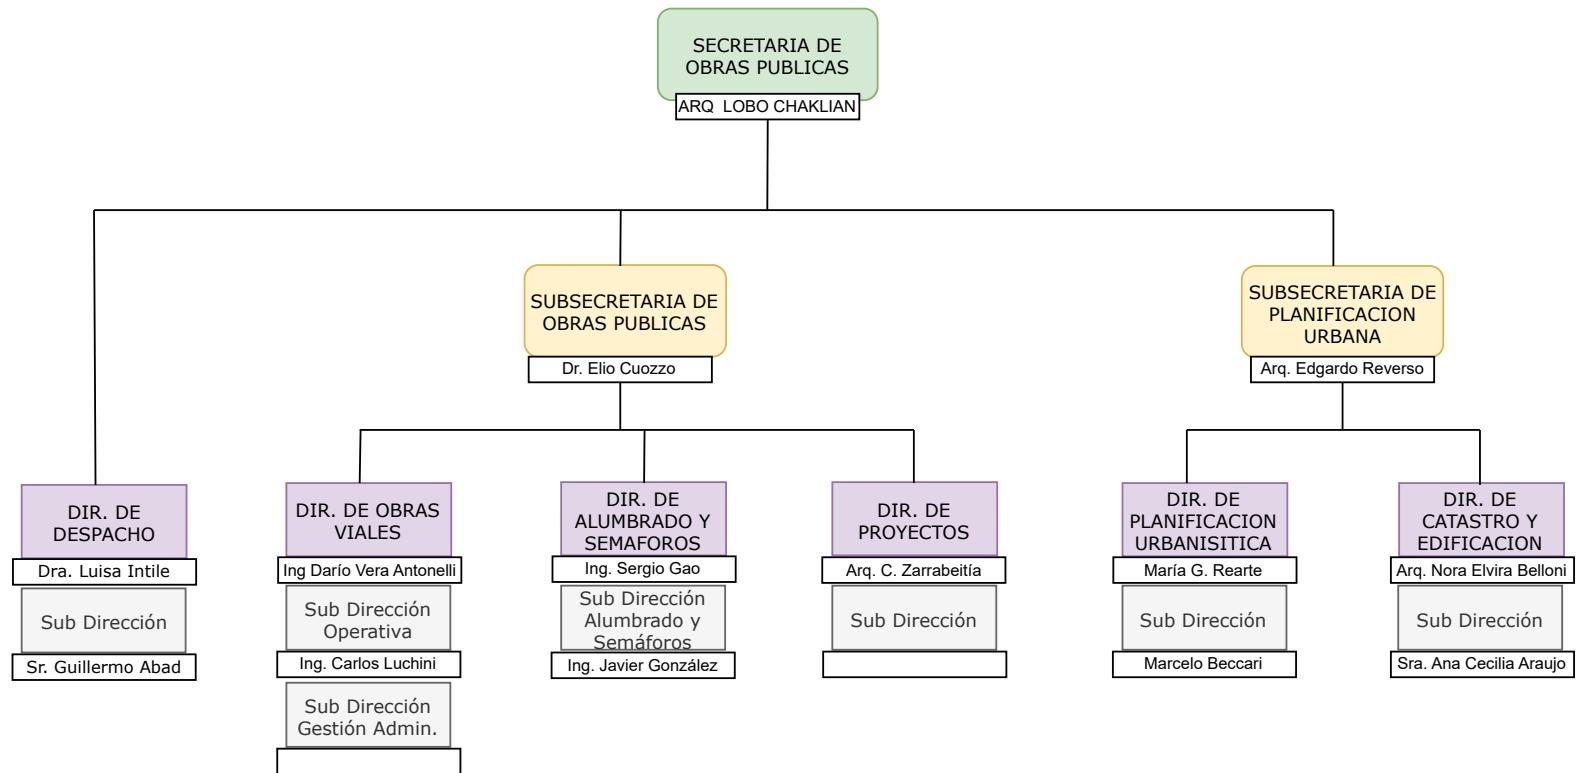 SECRETARIA DE
OBRAS PUBLICAS
ARQ  LOBO CHAKLIAN
SUBSECRETARIA DE
OBRAS PUBLICAS
Dr. Elio Cuozzo
SUBSECRETARIA DE
PLANIFICACION
URBANA
Arq. Edgardo Reverso
DIR. DE
DESPACHO
Dra. Luisa Intile
Sub Dirección
Sr. Guillermo Abad
DIR. DE OBRAS
VIALES
Ing Darío Vera Antonelli
Sub Dirección
Operativa
Ing. Carlos Luchini
Sub Dirección
Gestión Admin.
DIR. DE
ALUMBRADO Y
SEMAFOROS
Ing. Sergio Gao
Sub Dirección
Alumbrado y
Semáforos
Ing. Javier González
DIR. DE
PROYECTOS
Arq. C. Zarrabeitía
Sub Dirección
DIR. DE
PLANIFICACION
URBANISITICA
María G. Rearte
Sub Dirección
Marcelo Beccari
DIR. DE
CATASTRO Y
EDIFICACION
Arq. Nora Elvira Belloni
Sub Dirección
Sra. Ana Cecilia Araujo